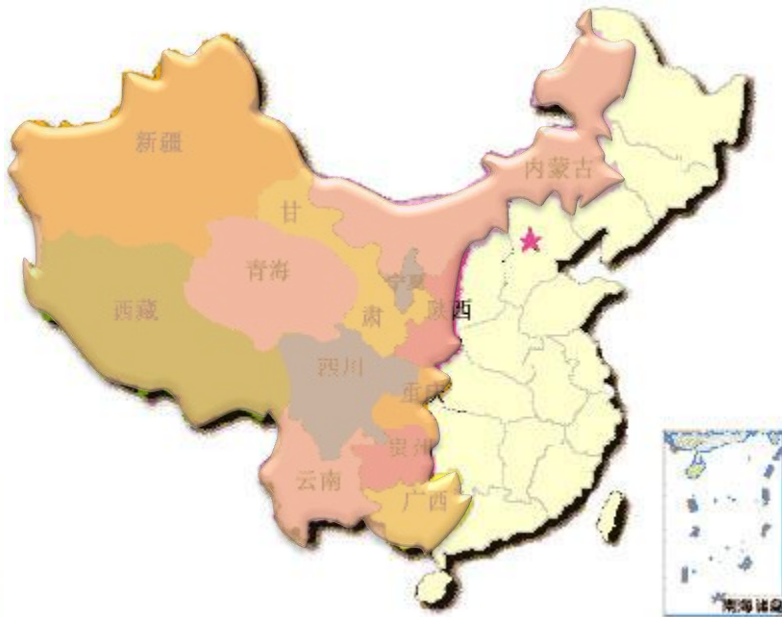 新疆
内蒙古
甘
青海
宁夏
西藏
肃
陕西
四川
重庆
贵州
云南
广西
南海诸岛